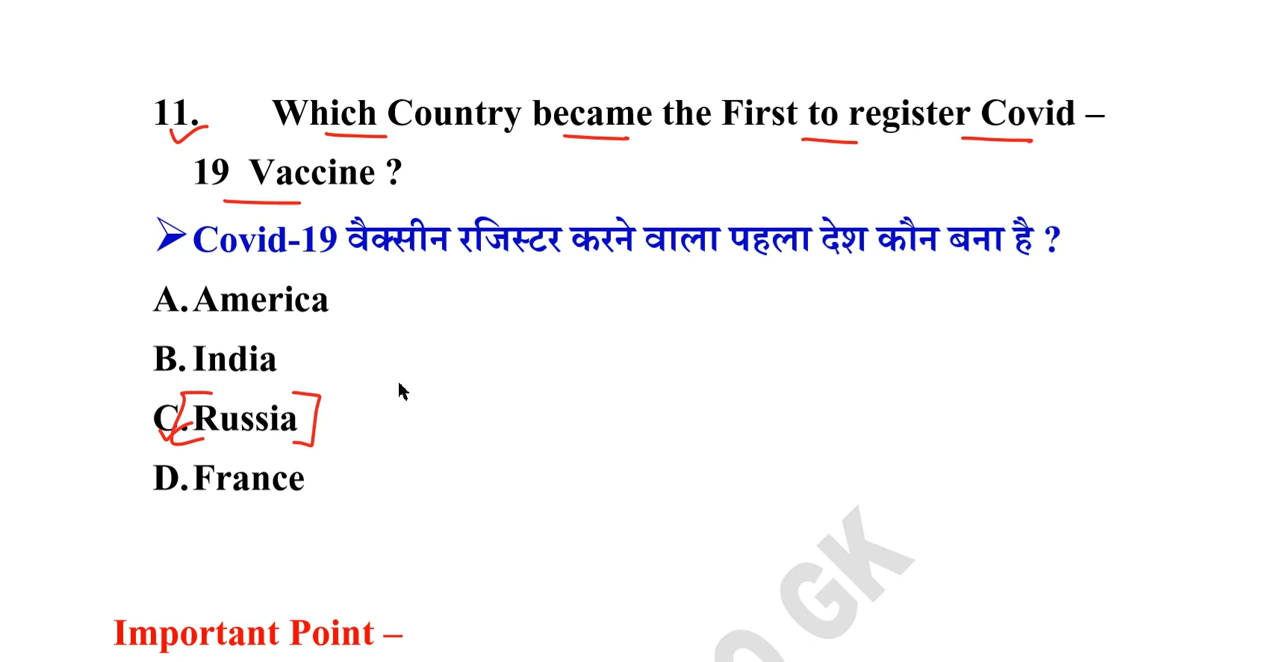 11. Which Country became the First to register Covid –
19 Vaccine ?
➢Covid-19 वैक्सीन रजिस्टर करने वाला पहला देश कौन बना है ?
A. America
B. India
C. Russia
D. France
GK
Important Point –